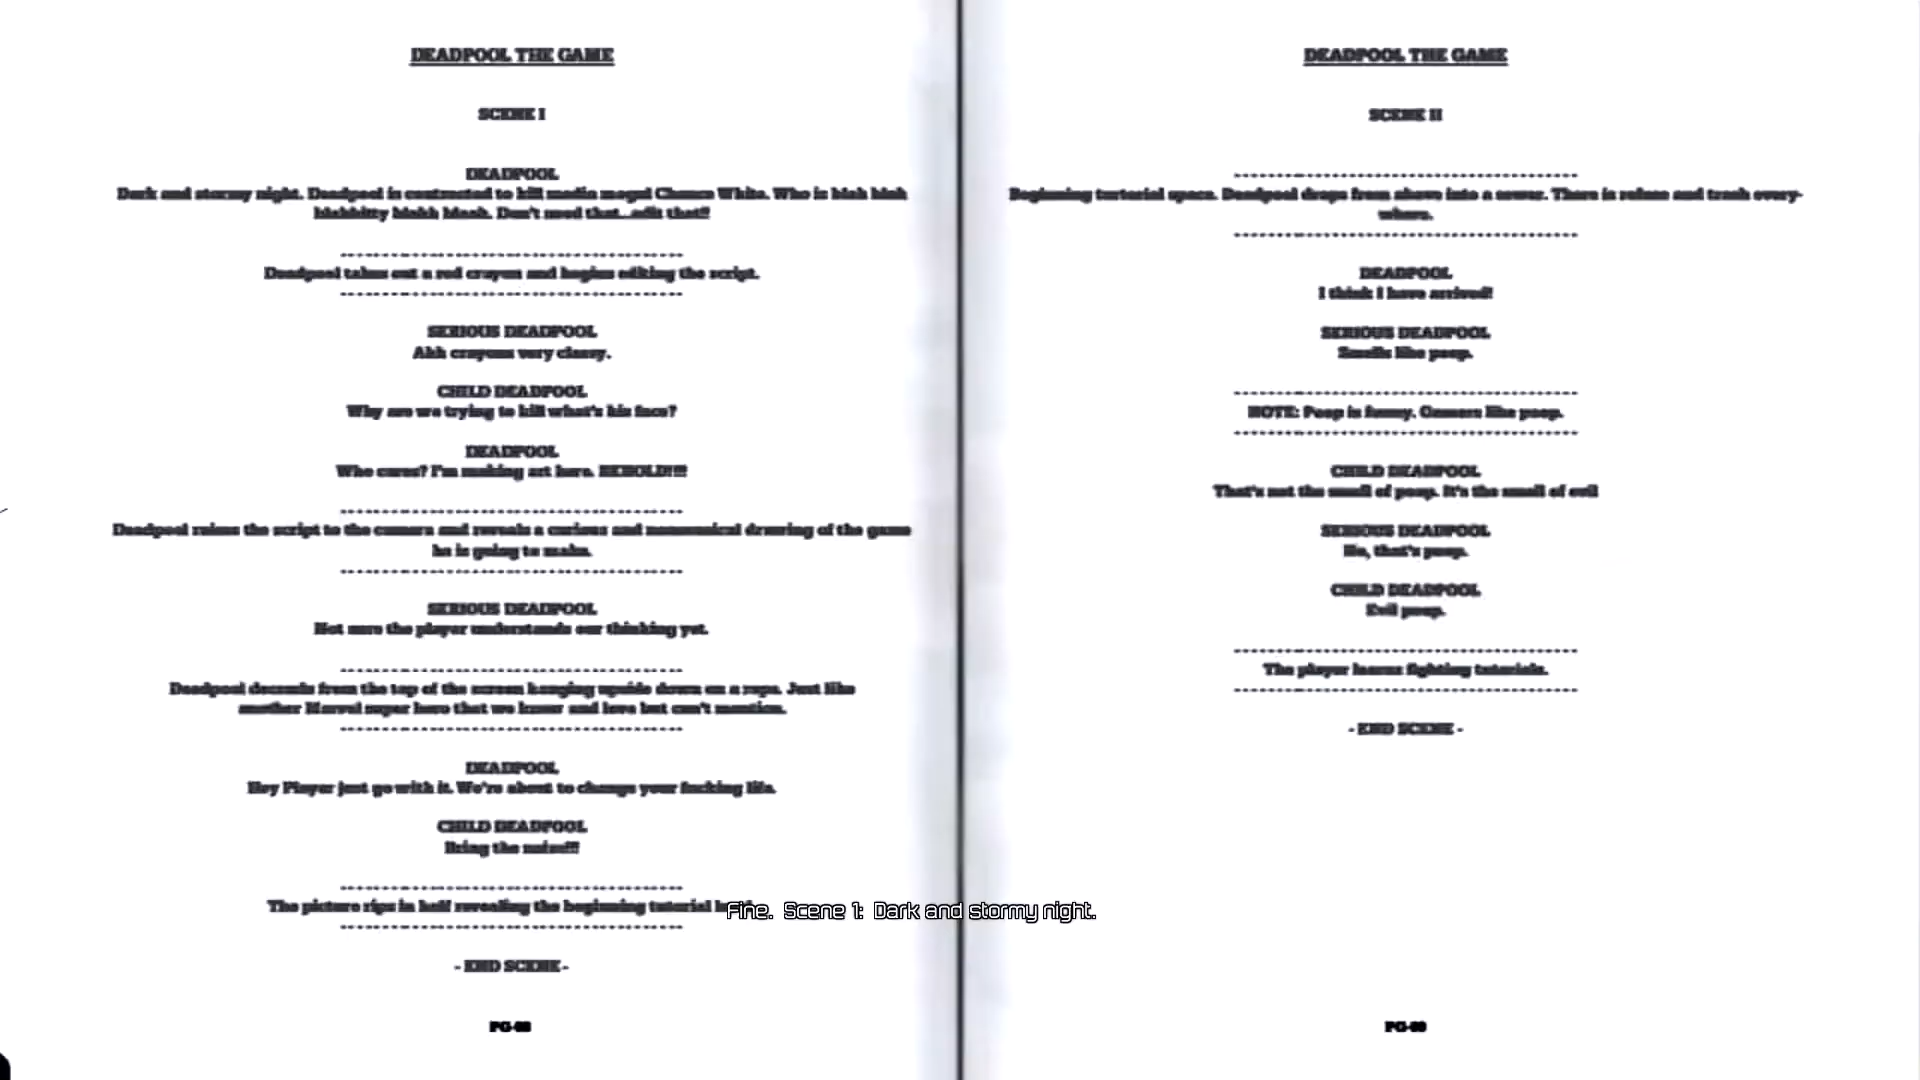 DEADPOOL THE GAME
SCENE I
DEADPOOL
Dark and stormy night. Deadpool is contracted to kill media mogul Chance White. Who is blah blah
blahbitty blahh blaah. Don't need that...edit that!!
Deadpool takes out a red crayon and begins editing the script.
SERIOUS DEADPOOL
Ahh crayons very classy.
CHILD DEADPOOL
Why are we trying to kill what's his face?
DEADPOOL
Who cares? I'm making art here. BEHOLD!!!!
Deadpool raises the script to the camera and reveals a curious and nonsensical drawing of the game
he is going to make.
SERIOUS DEADPOOL
Not sure the player understands our thinking yet.
Deadpool descends from the top of the screen hanging upside down on a rope. Just like
another Marvel super hero that we know and love but can't mention.
DEADPOOL
Hey Player just go with it. We're about to change your fucking life.
CHILD DEADPOOL
Bring the noise!!!
The picture rips in half revealing the beginning tutorial
Fine. Scene 1: Dark and stormy night.
- END SCENE -
DEADPOOL THE GAME
SCENE II
Beginning tutorial space. Deadpool drops from above into a sewer. There is refuse and trash every-
where.
DEADPOOL
I think I have arrived!
SERIOUS DEADPOOL
Smells like poop.
NOTE: Poop is funny. Gamers like poop.
CHILD DEADPOOL
That's not the smell of poop. It's the smell of evil
SERIOUS DEADPOOL
No, that's poop.
CHILD DEADPOOL
Evil poop.
The player learns fighting tutorials.
- END SCENE -